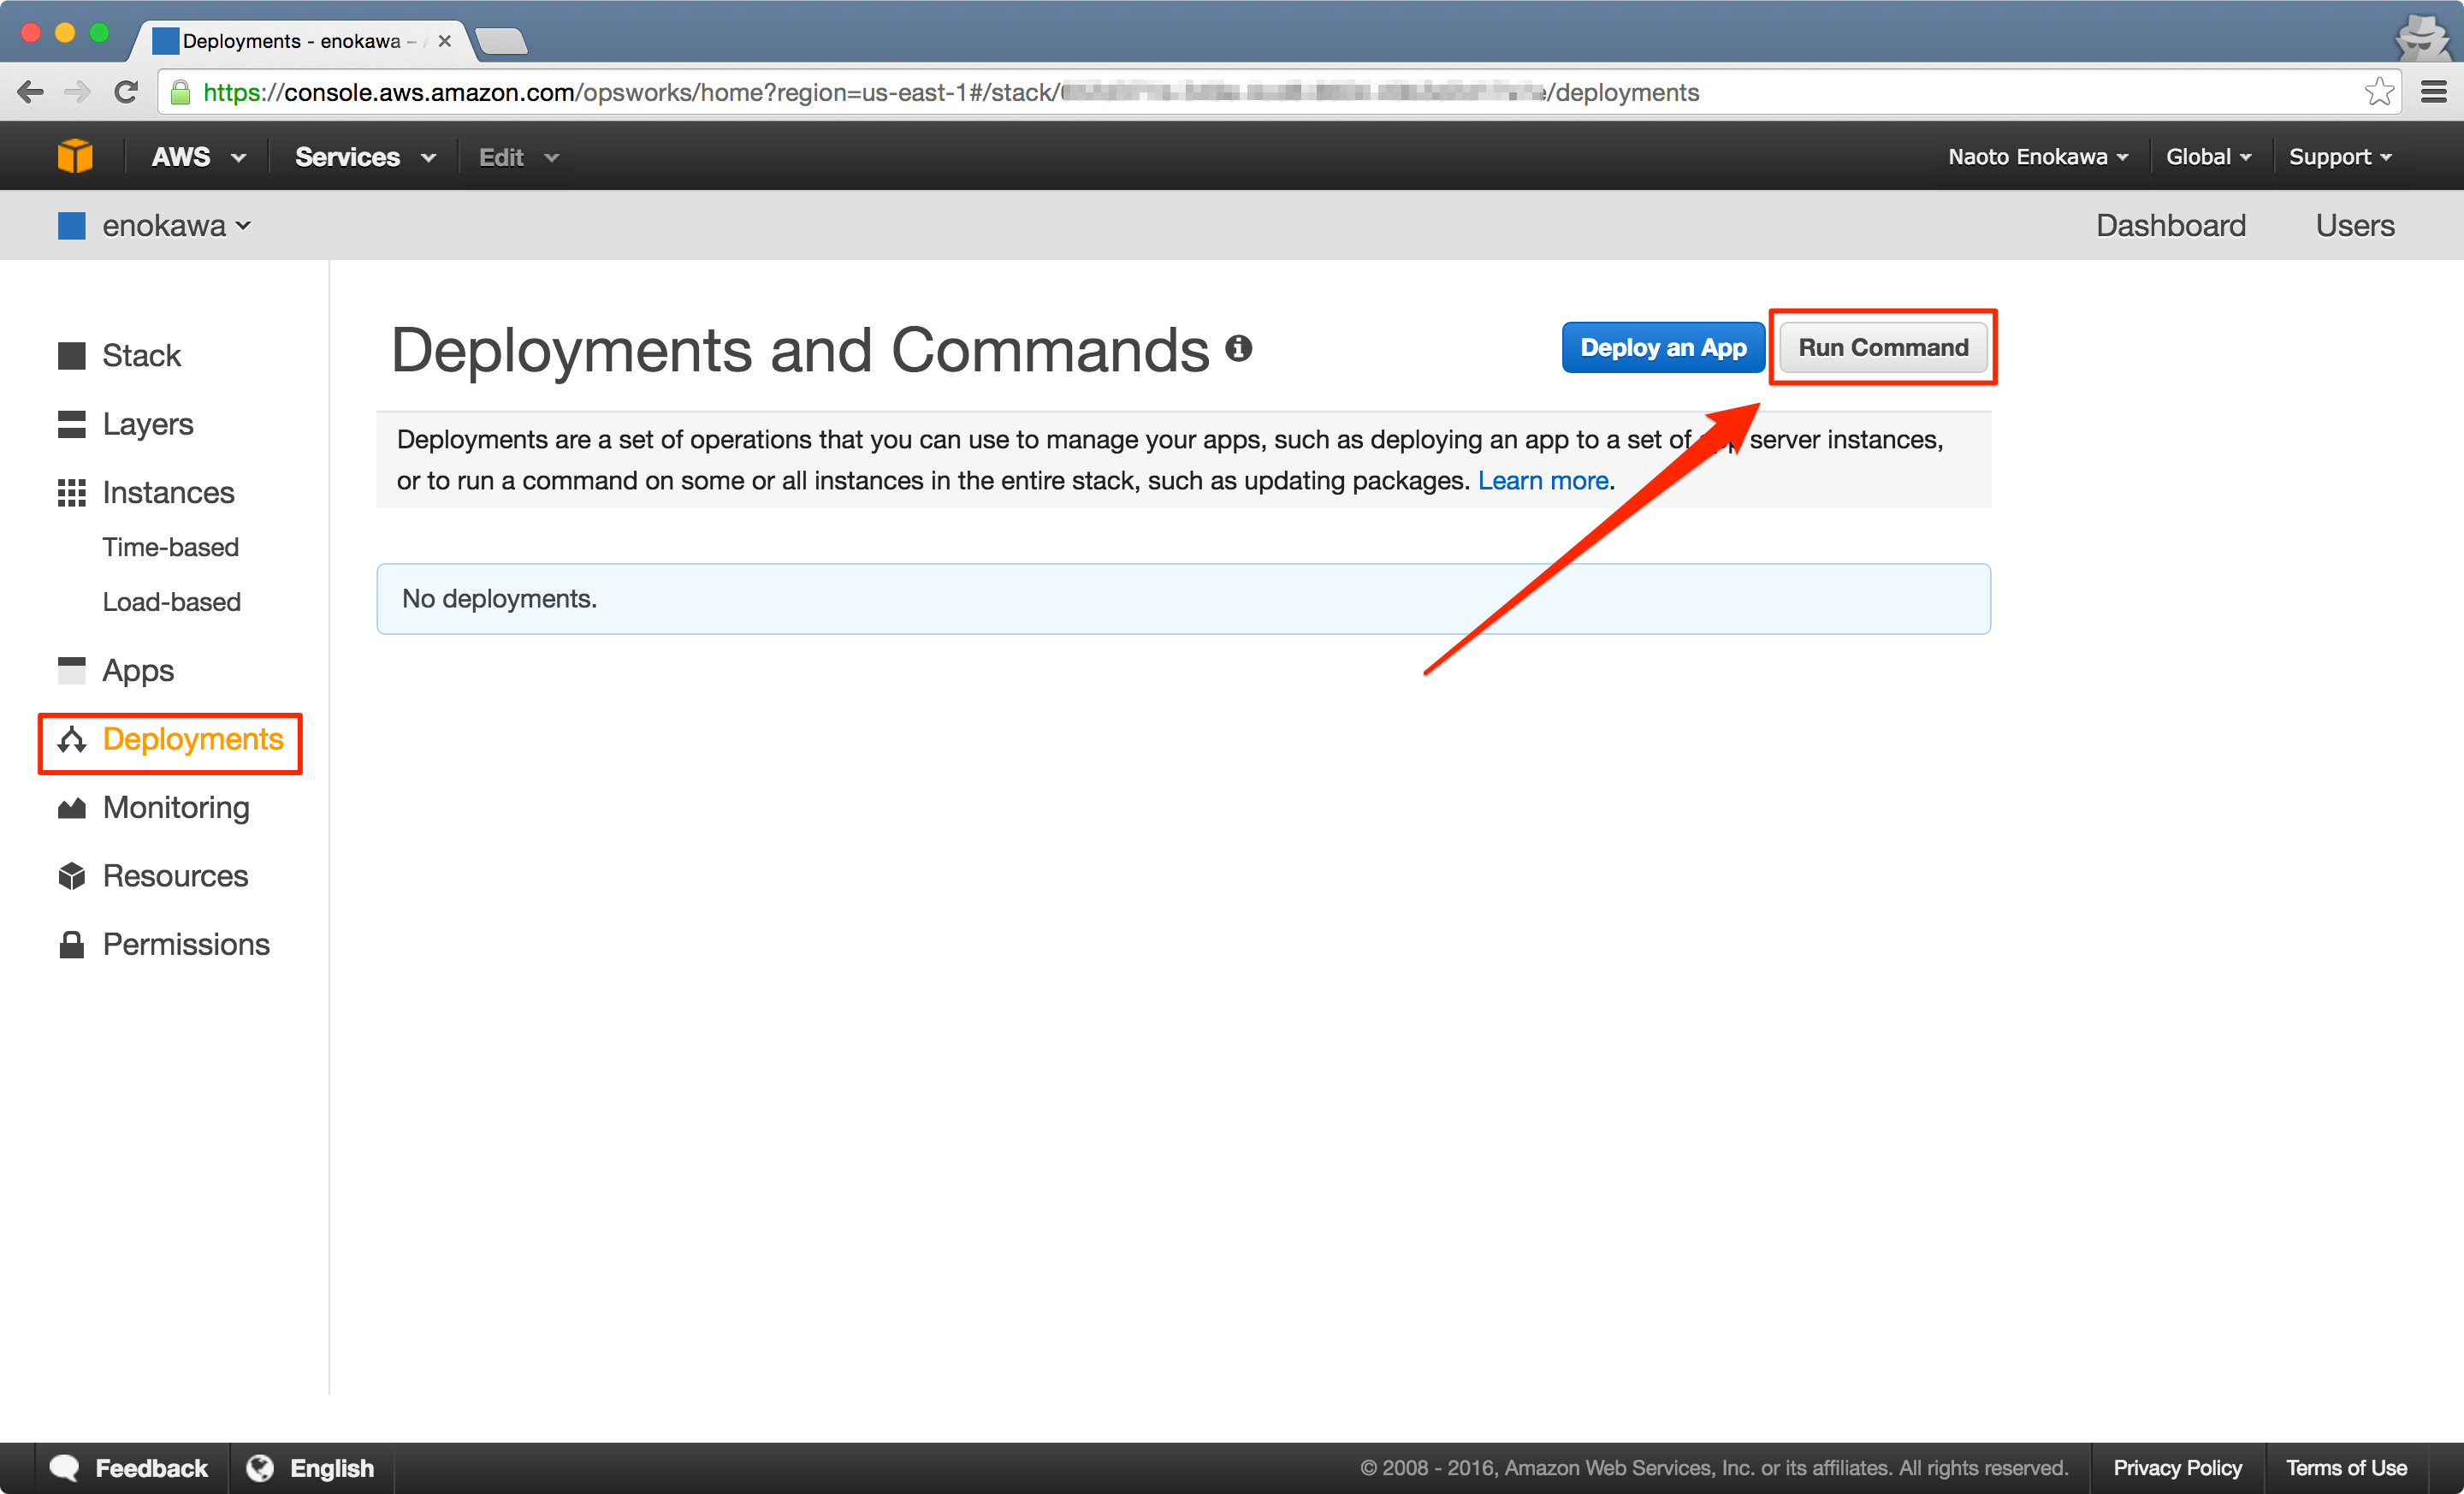 Deployments - enokawa –
https://console.aws.amazon.com/opsworks/home?region=us-east-1#/stack/ /deployments
AWS Services Edit Naoto Enokawa Global Support
enokawa Dashboard Users
Stack
Layers
Instances
Time-based
Load-based
Apps
Deployments
Monitoring
Resources
Permissions
Deployments and Commands
Deploy an App Run Command
Deployments are a set of operations that you can use to manage your apps, such as deploying an app to a set of app server instances,
or to run a command on some or all instances in the entire stack, such as updating packages. Learn more.
No deployments.
Feedback English © 2008 - 2016, Amazon Web Services, Inc. or its affiliates. All rights reserved. Privacy Policy Terms of Use